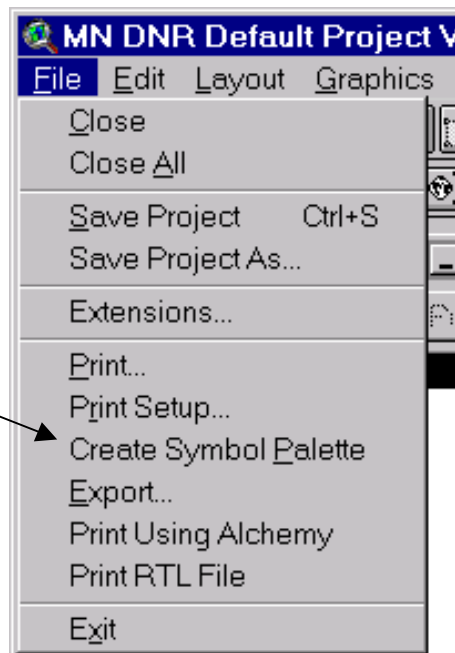 MN DNR Default Project V
File Edit Layout Graphics
Close
Close All
Save Project Ctrl+S
Save Project As...
Extensions...
Print...
Print Setup...
Create Symbol Palette
Export...
Print Using Alchemy
Print RTL File
Exit